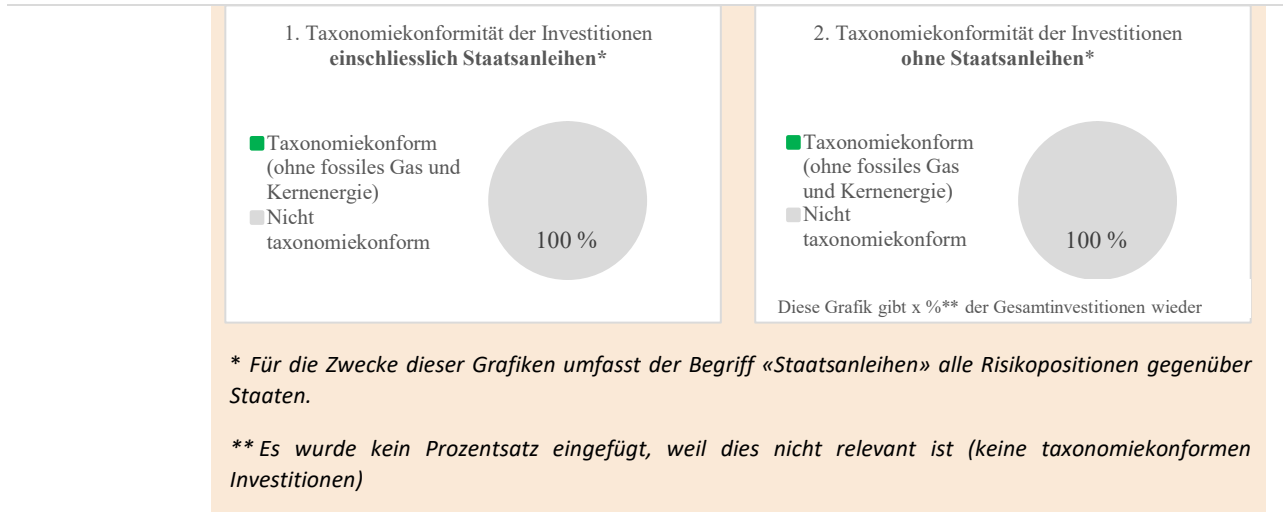 1. Taxonomiekonformität der Investitionen
einschliesslich Staatsanleihen*
Taxonomiekonform
(ohne fossiles Gas und
Kernenergie)
Nicht
taxonomiekonform
100 %
2. Taxonomiekonformität der Investitionen
ohne Staatsanleihen*
Taxonomiekonform
(ohne fossiles Gas
und Kernenergie)
Nicht
taxonomiekonform
100 %
Diese Grafik gibt x %** der Gesamtinvestitionen wieder
* Für die Zwecke dieser Grafiken umfasst der Begriff «Staatsanleihen» alle Risikopositionen gegenüber
Staaten.
** Es wurde kein Prozentsatz eingefügt, weil dies nicht relevant ist (keine taxonomiekonformen
Investitionen)